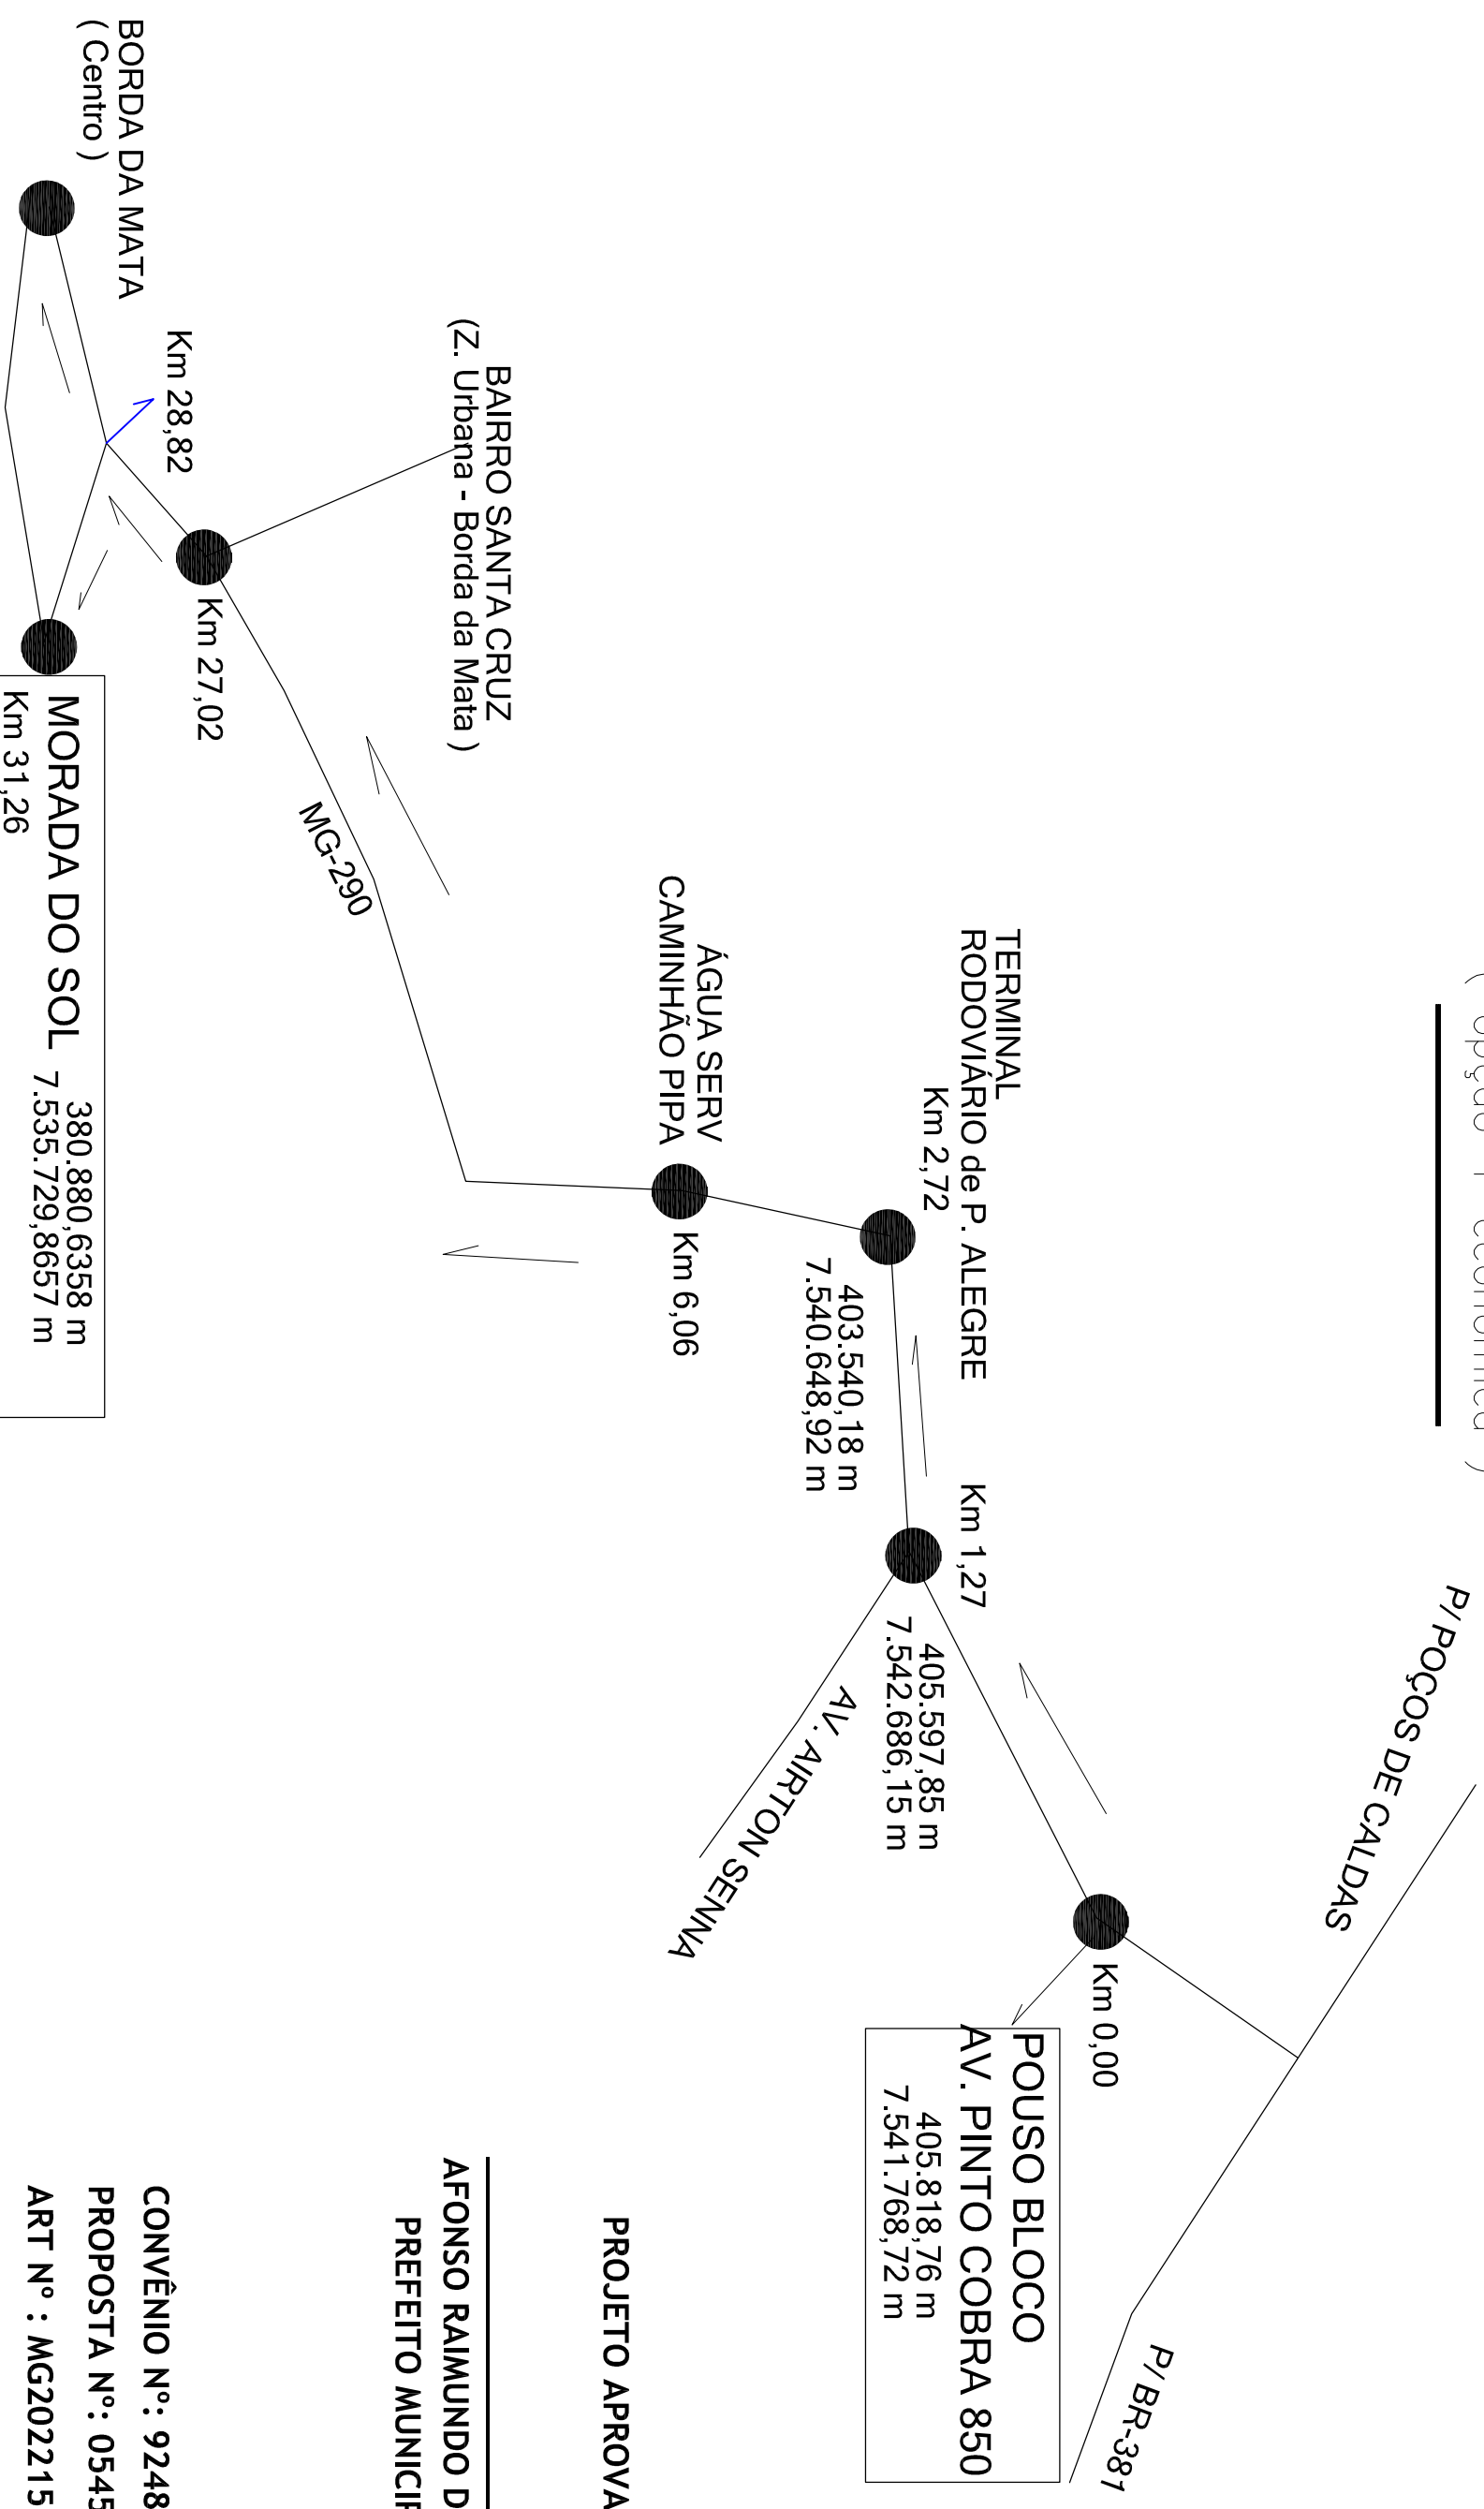 ( Opção 1 - Econômica )
P/ POÇOS DE CALDAS
P/ BR-381
Km 0,00
POUSO BLOCO
AV. PINTO COBRA 850
405.818,76 m
7.541.768,72 m
TERMINAL
RODOVIÁRIO de P. ALEGRE
Km 2,72
403.540,18 m
7.540.648,92 m
Km 1,27
405.597,85 m
7.542.686,15 m
AV. AIRTON SENNA
ÁGUA SERV
CAMINHÃO PIPA
Km 6,06
MG-290
BAIRRO SANTA CRUZ
(Z. Urbana - Borda da Mata )
Km 27,02
Km 28,82
BORDA DA MATA
( Centro )
MORADA DO SOL
380.880,6358 m
7.535.729,8657 m
Km 31,26
PROJETO APROVA
AFONSO RAIMUNDO D
PREFEITO MUNICIP
CONVÊNIO Nº: 9248
PROPOSTA Nº: 0545
ART Nº : MG202215